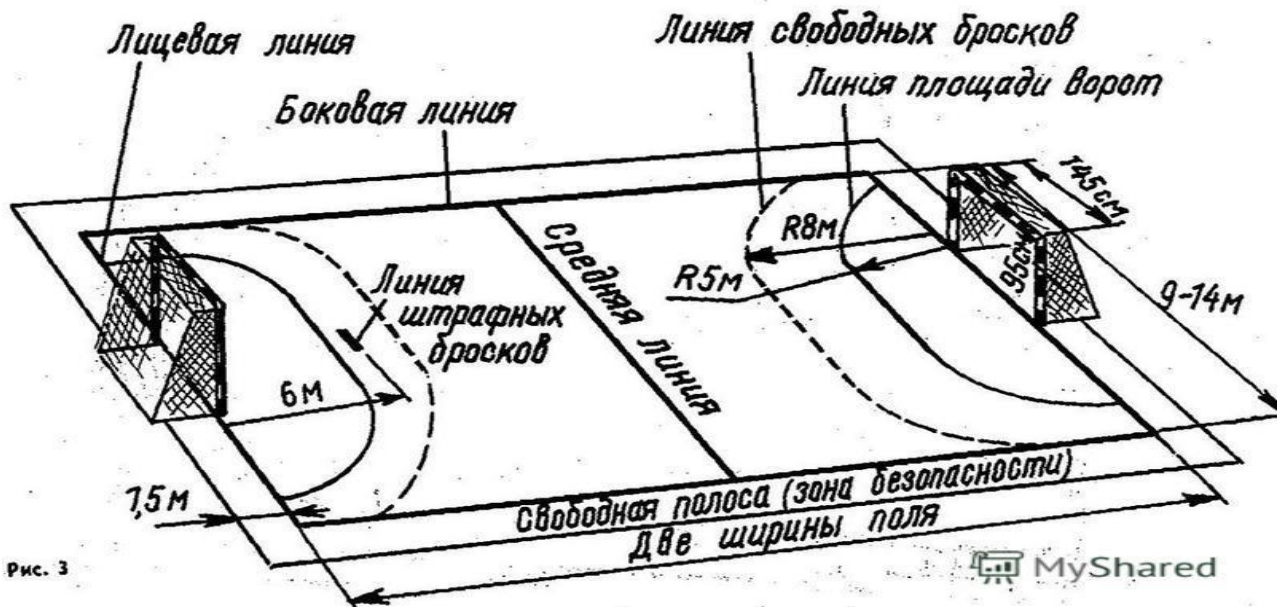 Лицевая линия
Линия свободных бросков
Линия площади ворот
Боковая линия
145см
R8м
R5м
95см
9-14м
Средняя линия
Линия
штрафных
бросков
6м
1,5м
Свободная полоса (зона безопасности)
Две ширины поля
Рис. 3
MyShared